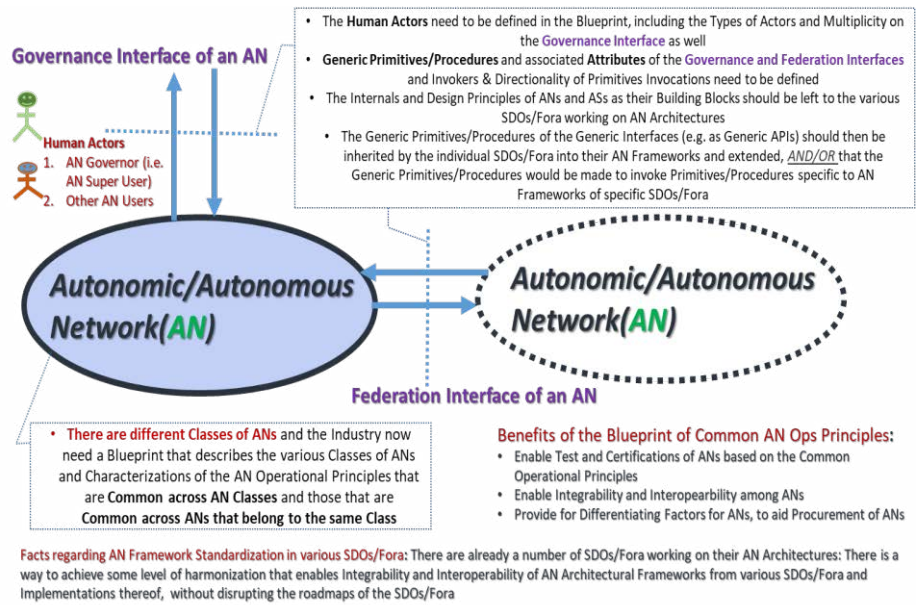 • The Human Actors need to be defined in the Blueprint, including the Types of Actors and Multiplicity on
the Governance Interface as well
• Generic Primitives/Procedures and associated Attributes of the Governance and Federation Interfaces
and Invokers & Directionality of Primitives Invocations need to be defined
• The Internals and Design Principles of ANs and ASs as their Building Blocks should be left to the various
SDOs/Fora working on AN Architectures
• The Generic Primitives/Procedures of the Generic Interfaces (e.g. as Generic APIs) should then be
inherited by the individual SDOs/Fora into their AN Frameworks and extended, AND/OR that the
Generic Primitives/Procedures would be made to invoke Primitives/Procedures specific to AN
Frameworks of specific SDOs/Fora
Governance Interface of an AN
Human Actors
1. AN Governor (i.e.
AN Super User)
2. Other AN Users
Autonomic/Autonomous
Network(AN)
Autonomic/Autonomous
Network(AN)
Federation Interface of an AN
• There are different Classes of ANs and the Industry now
need a Blueprint that describes the various Classes of ANs
and Characterizations of the AN Operational Principles that
are Common across AN Classes and those that are
Common across ANs that belong to the same Class
Benefits of the Blueprint of Common AN Ops Principles:
• Enable Test and Certifications of ANs based on the Common
Operational Principles
• Enable Integrability and Interopearbility among ANs
• Provide for Differentiating Factors for ANs, to aid Procurement of ANs
Facts regarding AN Framework Standardization in various SDOs/Fora: There are already a number of SDOs/Fora working on their AN Architectures: There is a
way to achieve some level of harmonization that enables Integrability and Interoperability of AN Architectural Frameworks from various SDOs/Fora and
Implementations thereof, without disrupting the roadmaps of the SDOs/Fora